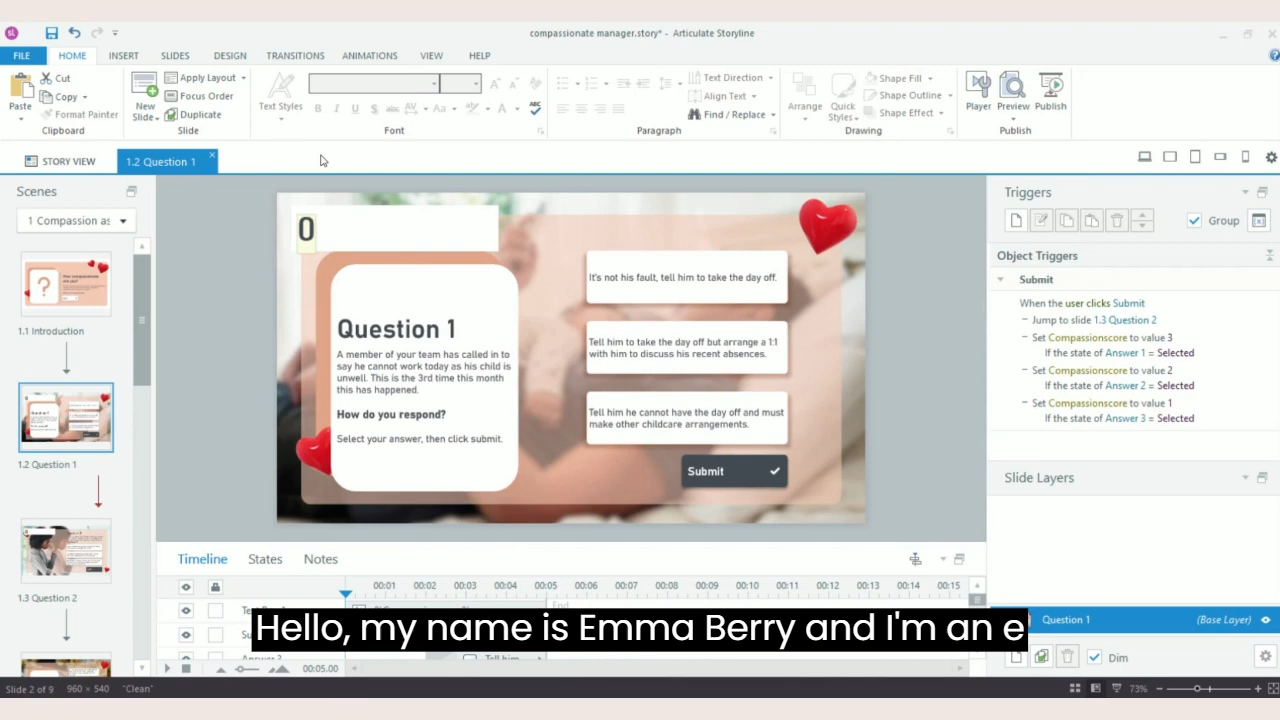 compassionate manager.story* - Articulate Storyline
FILE HOME INSERT SLIDES DESIGN TRANSITIONS ANIMATIONS VIEW HELP
Paste
Cut
Copy
Format Painter
Clipboard
New Slide
Apply Layout
Focus Order
Duplicate
Slide
Text Styles
B I U S abc AV Aa A ABC
Font
Text Direction
Align Text
Find / Replace
Paragraph
Arrange
Quick Styles
Shape Fill
Shape Outline
Shape Effect
Drawing
Player
Preview
Publish
Publish
STORY VIEW
1.2 Question 1
Scenes
1 Compassion as
1.1 Introduction
1.2 Question 1
1.3 Question 2
0
Question 1
A member of your team has called in to
say he cannot work today as his child is
unwell. This is the 3rd time this month
this has happened.
How do you respond?
Select your answer, then click submit.
It's not his fault, tell him to take the day off.
Tell him to take the day off but arrange a 1:1
with him to discuss his recent absences.
Tell him he cannot have the day off and must
make other childcare arrangements.
Submit
Triggers
Group
Object Triggers
Submit
When the user clicks Submit
Jump to slide 1.3 Question 2
Set Compassionscore to value 3
If the state of Answer 1 = Selected
Set Compassionscore to value 2
If the state of Answer 2 = Selected
Set Compassionscore to value 1
If the state of Answer 3 = Selected
Slide Layers
Question 1 (Base Layer)
Dim
Timeline States Notes
00:01 00:02 00:03 00:04 00:05 00:06 00:07 00:08 00:09 00:10 00:11 00:12 00:13 00:14 00:15
End
Hello, my name is Emma Berry and I'm an e
Tell him
00:05.00
Slide 2 of 9 960 × 540 "Clean" 73%